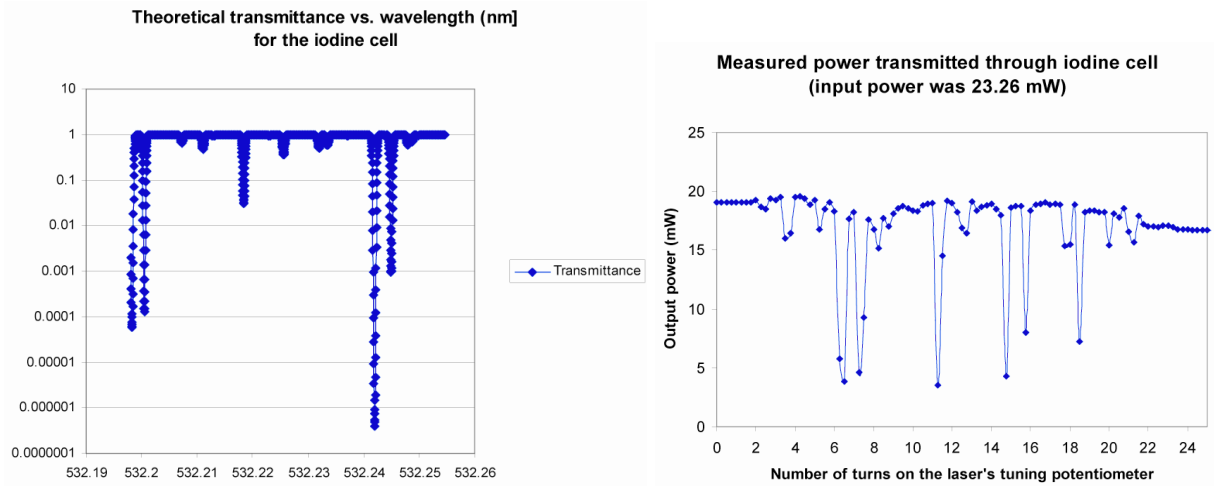 Theoretical transmittance vs. wavelength (nm]
for the iodine cell
10
1
0.1
0.01
0.001
0.0001
0.00001
0.000001
0.0000001
532.19 532.2 532.21 532.22 532.23 532.24 532.25 532.26
Transmittance
Measured power transmitted through iodine cell
(input power was 23.26 mW)
Output power (mW)
25
20
15
10
5
0
0 2 4 6 8 10 12 14 16 18 20 22 24
Number of turns on the laser's tuning potentiometer